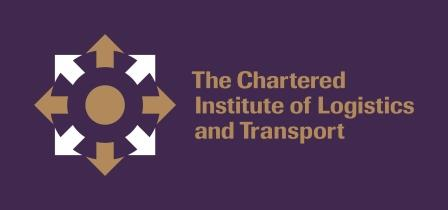 The Chartered
Institute of Logistics
and Transport